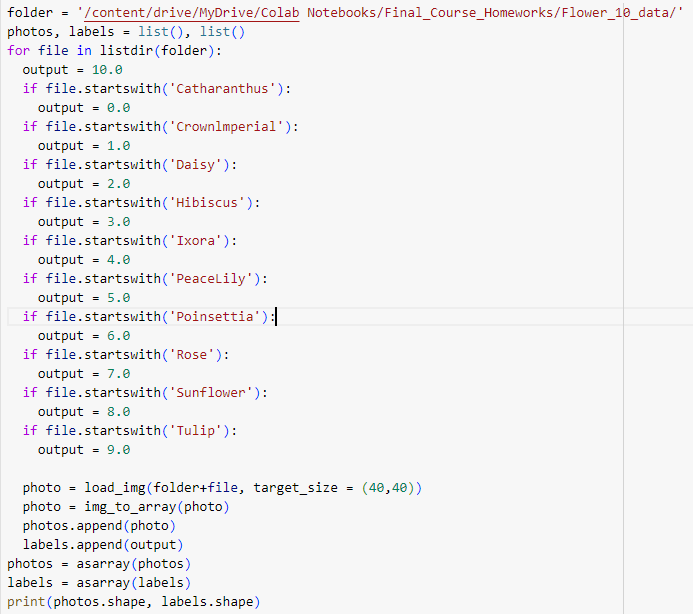 folder = '/content/drive/MyDrive/Colab Notebooks/Final_Course_Homeworks/Flower_10_data/'
photos, labels = list(), list()
for file in listdir(folder):
  output = 10.0
  if file.startswith('Catharanthus'):
    output = 0.0
  if file.startswith('Crownlmperial'):
    output = 1.0
  if file.startswith('Daisy'):
    output = 2.0
  if file.startswith('Hibiscus'):
    output = 3.0
  if file.startswith('Ixora'):
    output = 4.0
  if file.startswith('PeaceLily'):
    output = 5.0
  if file.startswith('Poinsettia'):
    output = 6.0
  if file.startswith('Rose'):
    output = 7.0
  if file.startswith('Sunflower'):
    output = 8.0
  if file.startswith('Tulip'):
    output = 9.0

  photo = load_img(folder+file, target_size = (40,40))
  photo = img_to_array(photo)
  photos.append(photo)
  labels.append(output)
photos = asarray(photos)
labels = asarray(labels)
print(photos.shape, labels.shape)